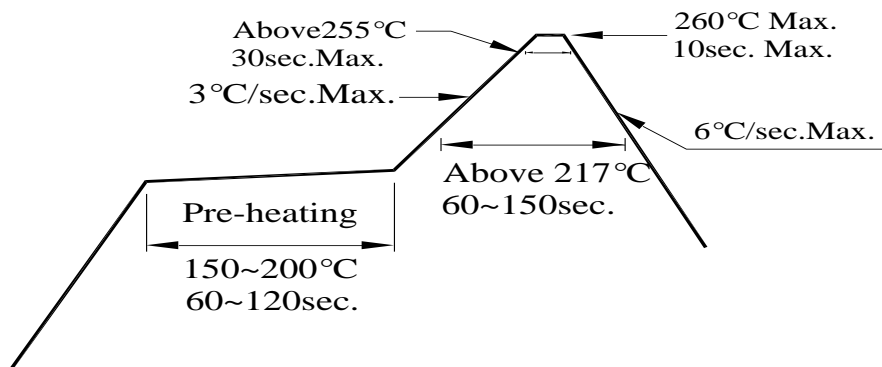 Above255°C
30sec.Max.
260°C Max.
10sec. Max.
3°C/sec.Max.
6°C/sec.Max.
Above 217°C
60~150sec.
Pre-heating
150~200°C
60~120sec.